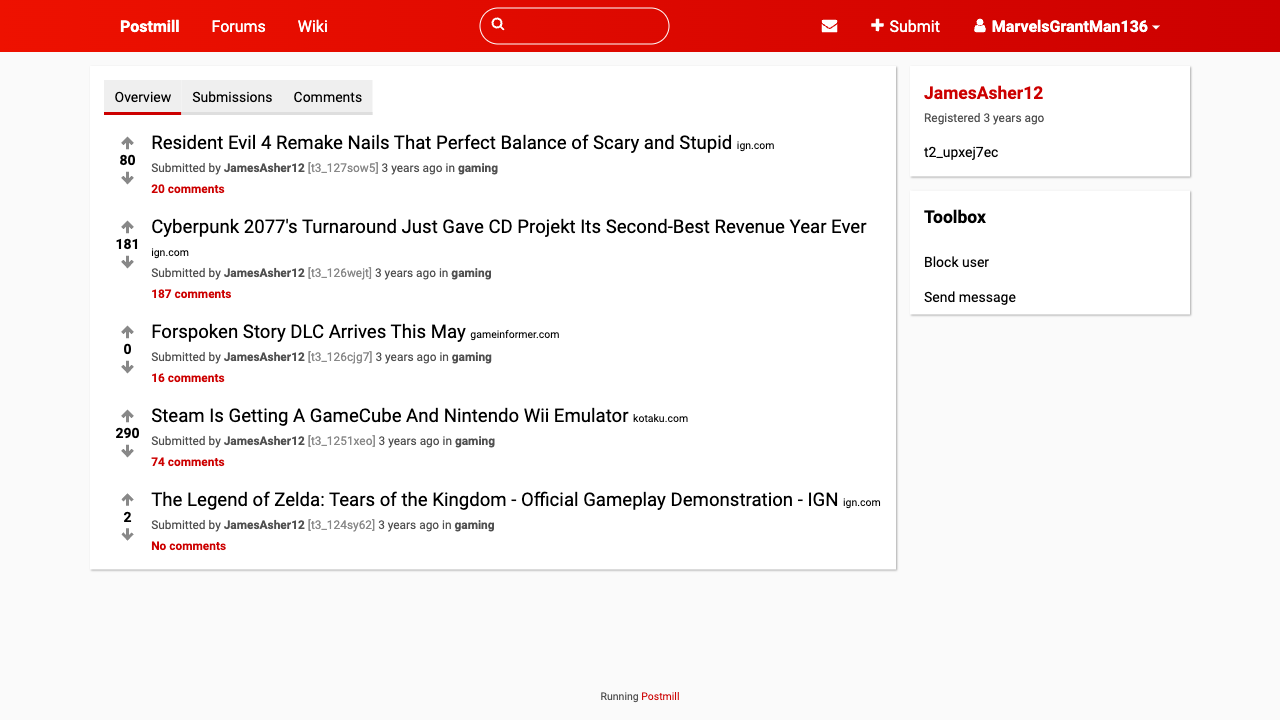 Postmill Forums Wiki Submit MarvelsGrantMan136
Overview Submissions Comments
80
Resident Evil 4 Remake Nails That Perfect Balance of Scary and Stupid ign.com
Submitted by JamesAsher12 [t3_127sow5] 3 years ago in gaming
20 comments
181
Cyberpunk 2077's Turnaround Just Gave CD Projekt Its Second-Best Revenue Year Ever
ign.com
Submitted by JamesAsher12 [t3_126wejt] 3 years ago in gaming
187 comments
0
Forspoken Story DLC Arrives This May gameinformer.com
Submitted by JamesAsher12 [t3_126cjg7] 3 years ago in gaming
16 comments
290
Steam Is Getting A GameCube And Nintendo Wii Emulator kotaku.com
Submitted by JamesAsher12 [t3_1251xeo] 3 years ago in gaming
74 comments
2
The Legend of Zelda: Tears of the Kingdom - Official Gameplay Demonstration - IGN ign.com
Submitted by JamesAsher12 [t3_124sy62] 3 years ago in gaming
No comments
JamesAsher12
Registered 3 years ago
t2_upxej7ec
Toolbox
Block user
Send message
Running Postmill